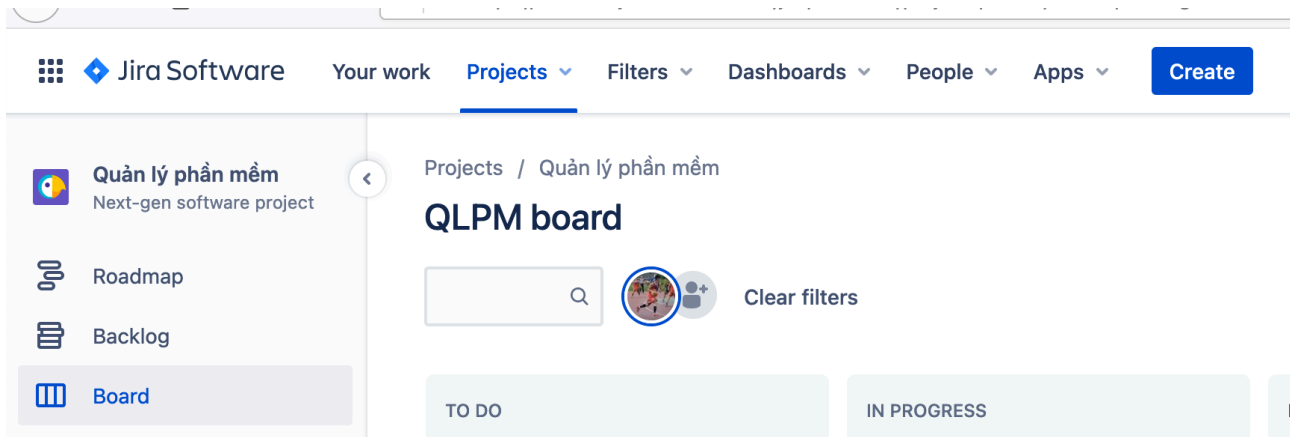 Jira Software Your work Projects Filters Dashboards People Apps Create
Quản lý phần mềm
Next-gen software project
Roadmap
Backlog
Board
Projects / Quản lý phần mềm
QLPM board
Clear filters
TO DO
IN PROGRESS